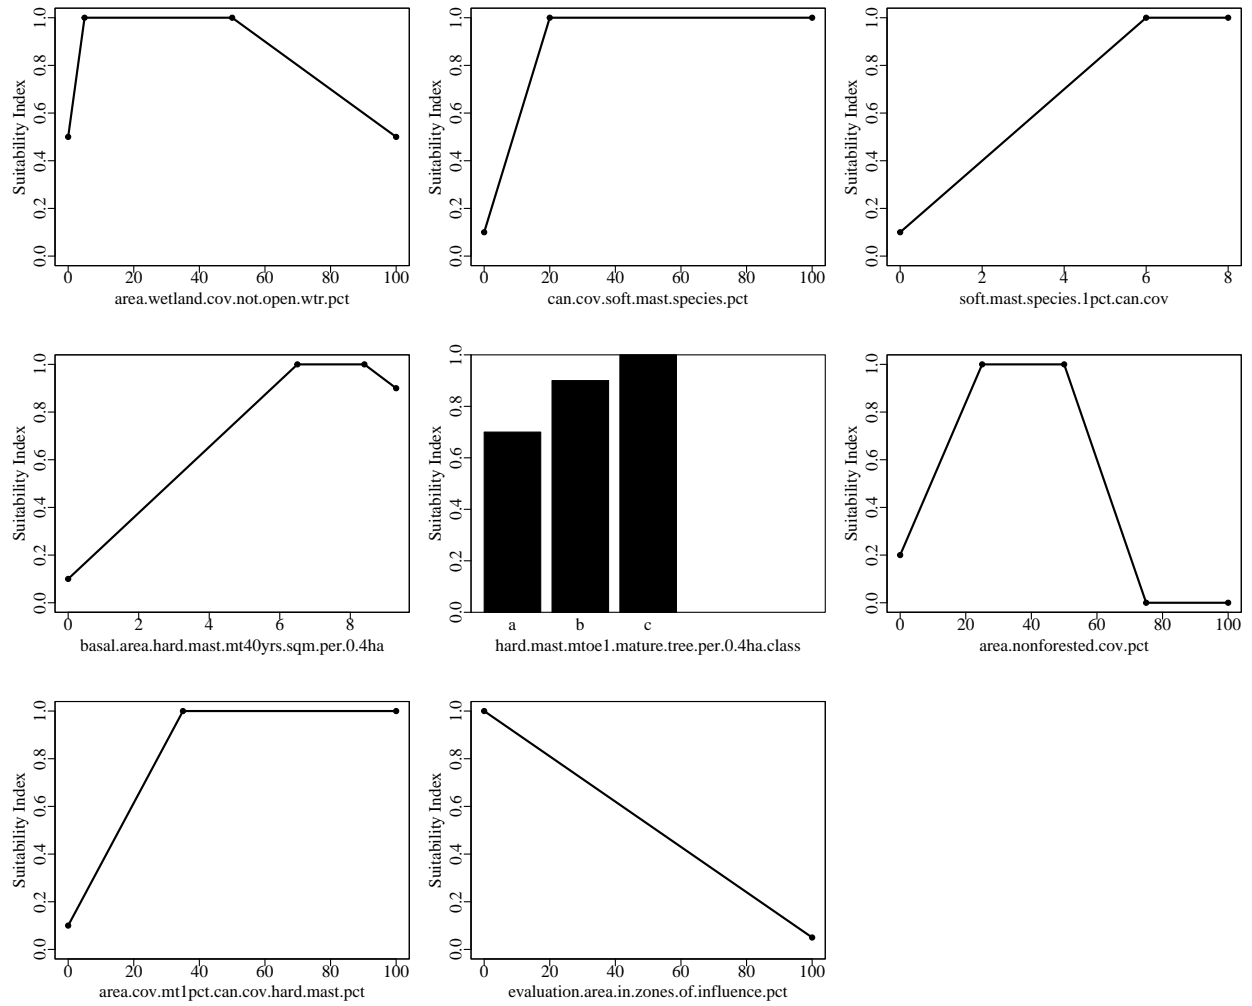 Suitability Index
0.0 0.2 0.4 0.6 0.8 1.0
0 20 40 60 80 100
area.wetland.cov.not.open.wtr.pct
Suitability Index
0.0 0.2 0.4 0.6 0.8 1.0
0 20 40 60 80 100
can.cov.soft.mast.species.pct
Suitability Index
0.0 0.2 0.4 0.6 0.8 1.0
0 2 4 6 8
soft.mast.species.1pct.can.cov
Suitability Index
0.0 0.2 0.4 0.6 0.8 1.0
0 2 4 6 8
basal.area.hard.mast.mt40yrs.sqm.per.0.4ha
Suitability Index
0.0 0.2 0.4 0.6 0.8 1.0
a b c
hard.mast.mtoe1.mature.tree.per.0.4ha.class
Suitability Index
0.0 0.2 0.4 0.6 0.8 1.0
0 20 40 60 80 100
area.nonforested.cov.pct
Suitability Index
0.0 0.2 0.4 0.6 0.8 1.0
0 20 40 60 80 100
area.cov.mt1pct.can.cov.hard.mast.pct
Suitability Index
0.0 0.2 0.4 0.6 0.8 1.0
0 20 40 60 80 100
evaluation.area.in.zones.of.influence.pct